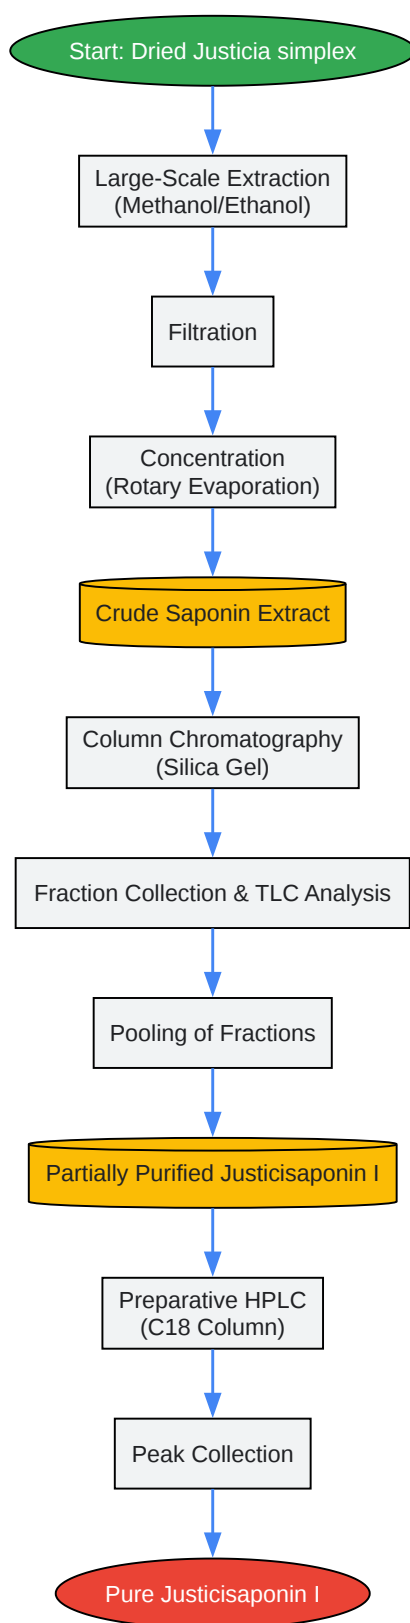 Start: Dried Justicia simplex
Large-Scale Extraction
(Methanol/Ethanol)
Filtration
Concentration
(Rotary Evaporation)
Crude Saponin Extract
Column Chromatography
(Silica Gel)
Fraction Collection & TLC Analysis
Pooling of Fractions
Partially Purified Justicisaponin I
Preparative HPLC
(C18 Column)
Peak Collection
Pure Justicisaponin I